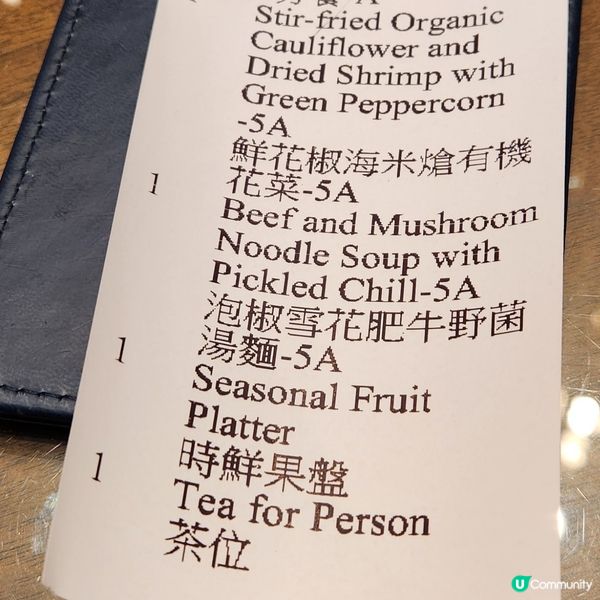 Stir-fried Organic
Cauliflower and
Dried Shrimp with
Green Peppercorn
-5A
鮮花椒海米熗有機
1 花菜-5A
Beef and Mushroom
Noodle Soup with
Pickled Chill-5A
泡椒雪花肥牛野菌
1 湯麵-5A
Seasonal Fruit
Platter
1 時鮮果盤
Tea for Person
茶位
U Community